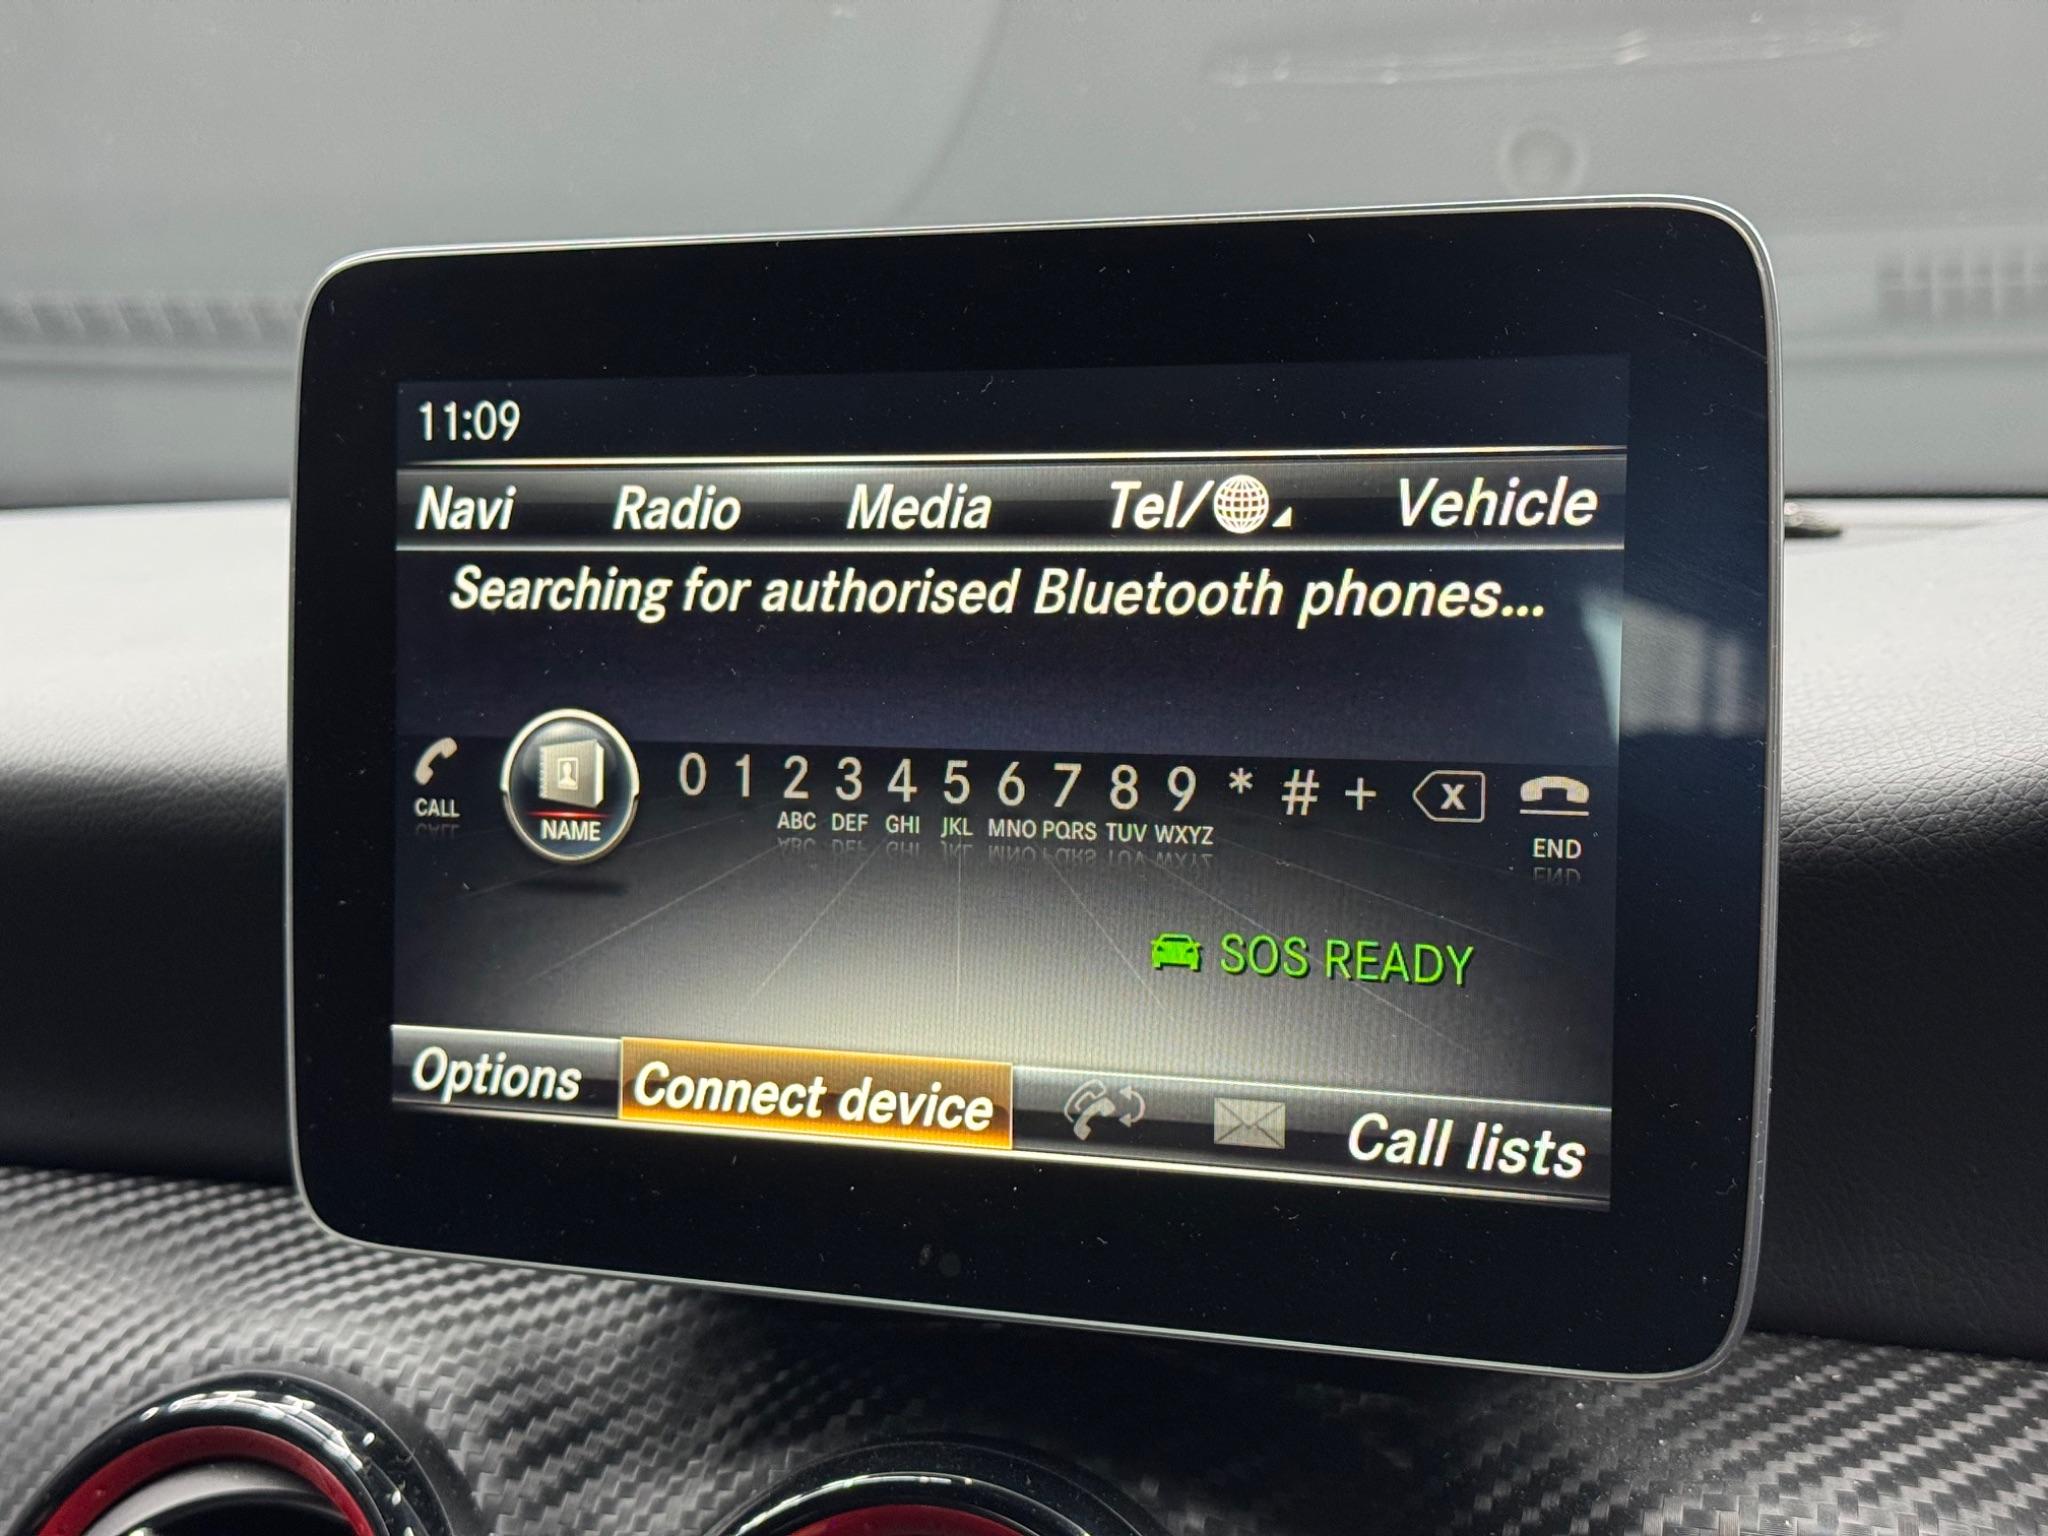 11:09
Navi Radio Media Tel/ Vehicle
Searching for authorised Bluetooth phones...
0 1 2 3 4 5 6 7 8 9 * # + X
CALL NAME ABC DEF GHI JKL MNO PQRS TUV WXYZ END
SOS READY
Options Connect device Call lists